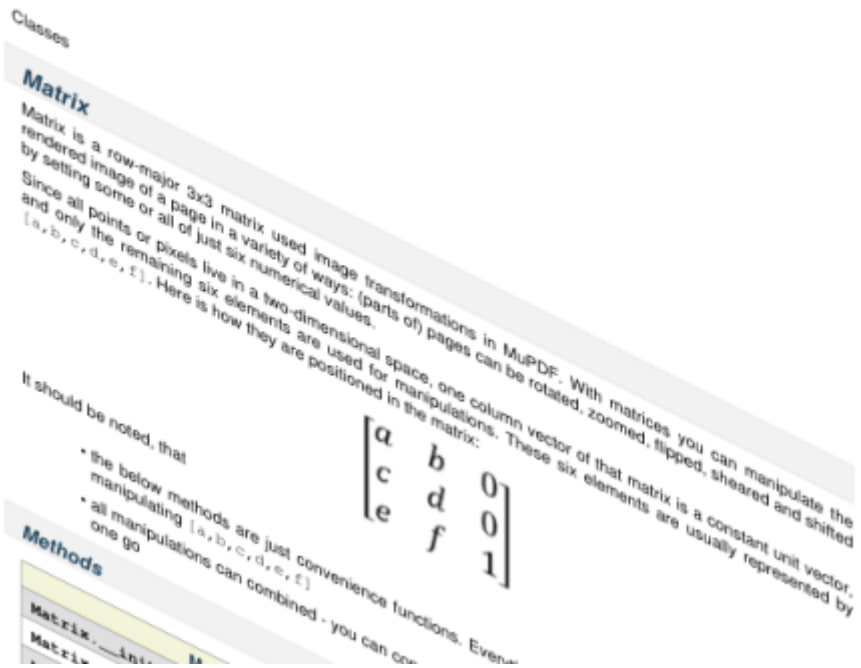 Classes
Matrix
Matrix is a row-major 3x3 matrix used image transformations in MuPDF. With matrices you can manipulate the
rendered image of a page in a variety of ways: (parts of) pages can be rotated, zoomed, flipped, sheared and shifted
by setting some or all of just six numerical values.
Since all points or pixels live in a two-dimensional space, one column vector of that matrix is a constant unit vector,
and only the remaining six elements are used for manipulations. These six elements are usually represented by
[a,b,c,d,e,f]. Here is how they are positioned in the matrix:
a b 0
c d 0
e f 1
It should be noted, that
• the below methods are just convenience functions.
manipulating [a,b,c,d,e,f]
• all manipulations can combined - you can
one go
Methods